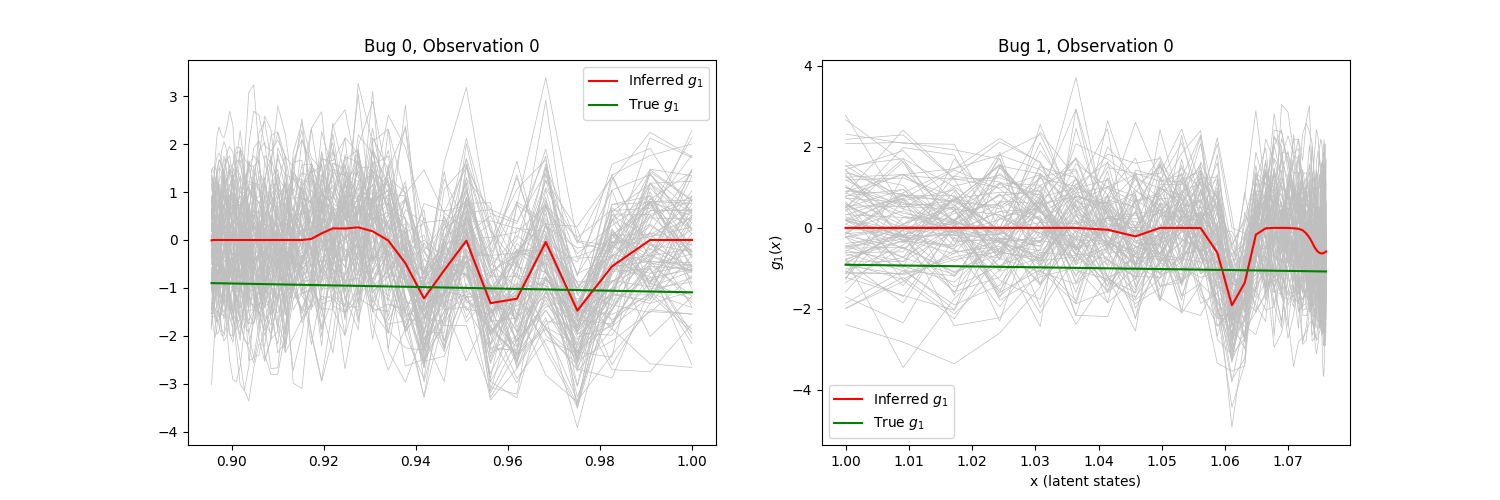 Bug 0, Observation 0
Inferred g₁
True g₁
3
2
1
0
−1
−2
−3
−4
0.90 0.92 0.94 0.96 0.98 1.00
Bug 1, Observation 0
4
2
0
−2
−4
g₁(x)
Inferred g₁
True g₁
1.00 1.01 1.02 1.03 1.04 1.05 1.06 1.07
x (latent states)